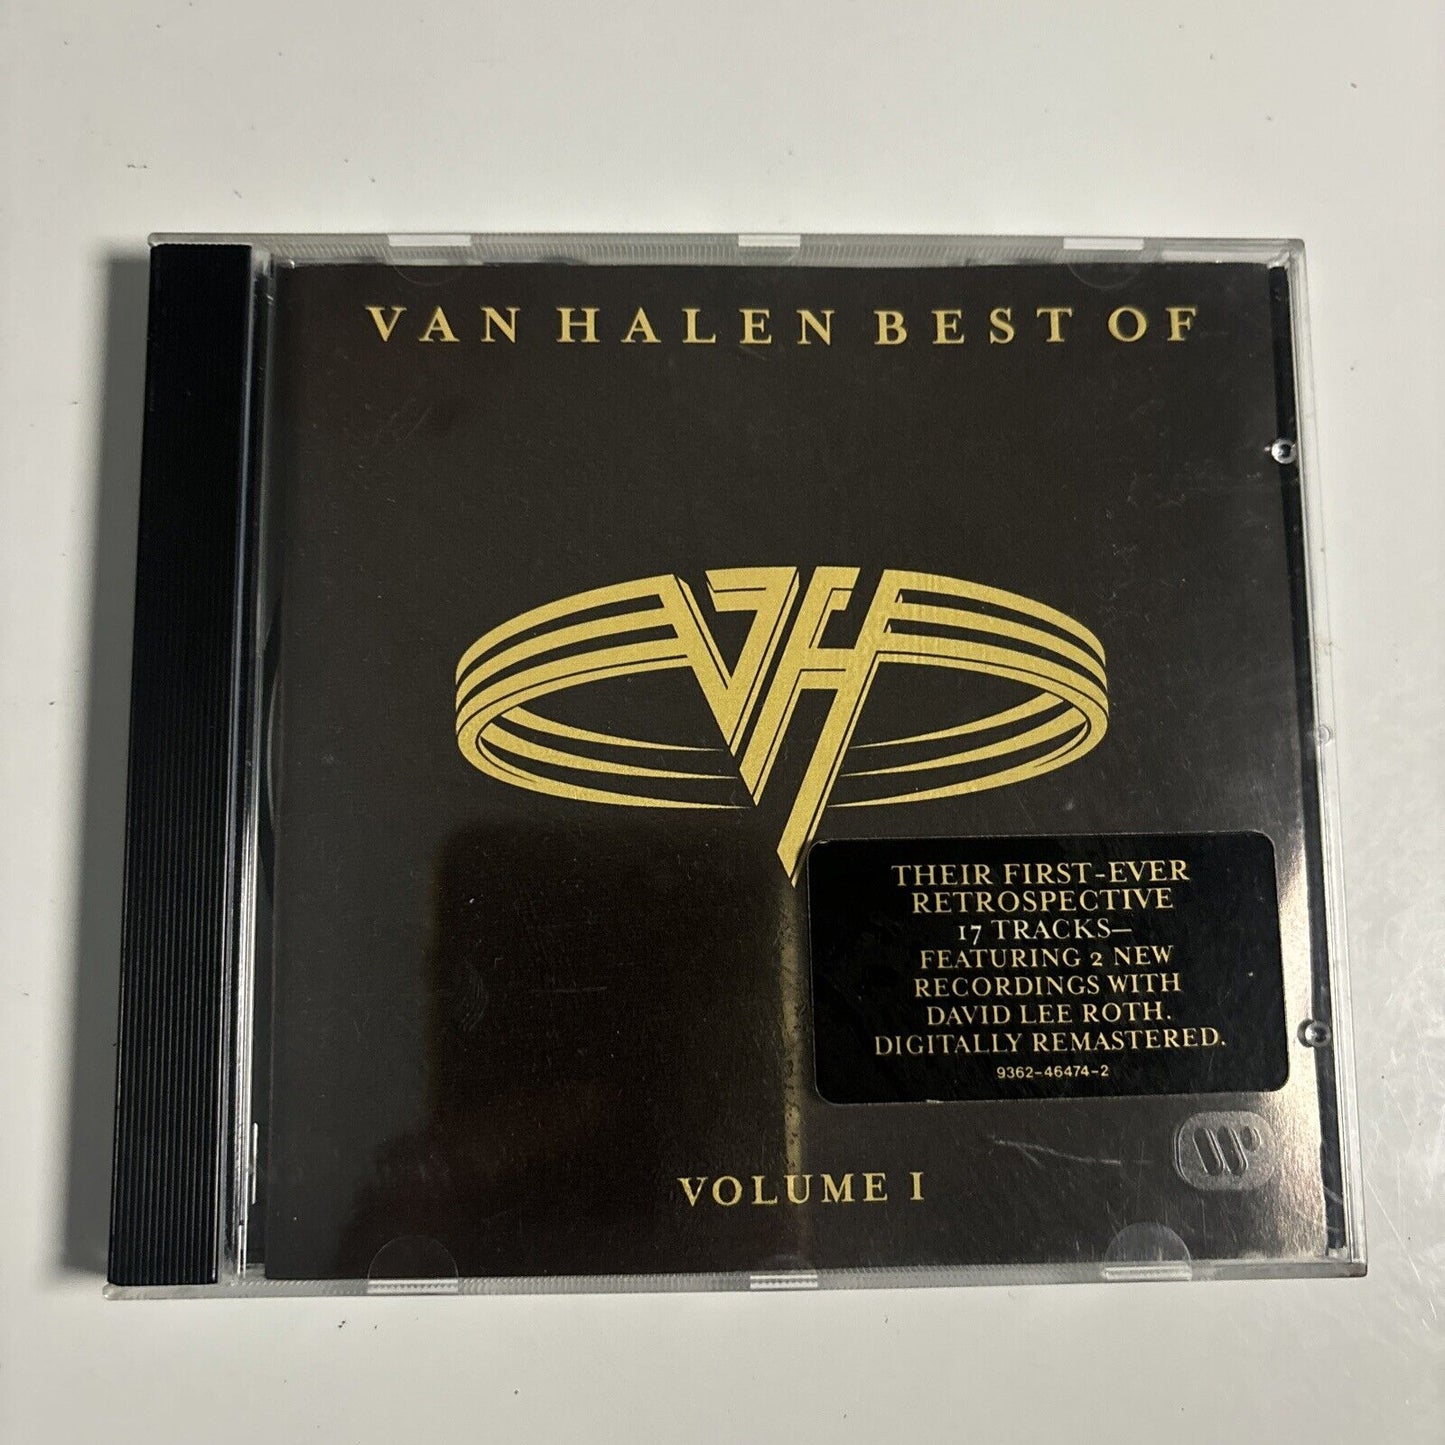 VAN HALEN BEST OF
VH
THEIR FIRST-EVER
RETROSPECTIVE
17 TRACKS—
FEATURING 2 NEW
RECORDINGS WITH
DAVID LEE ROTH.
DIGITALLY REMASTERED.
9362-46474-2
VOLUME I